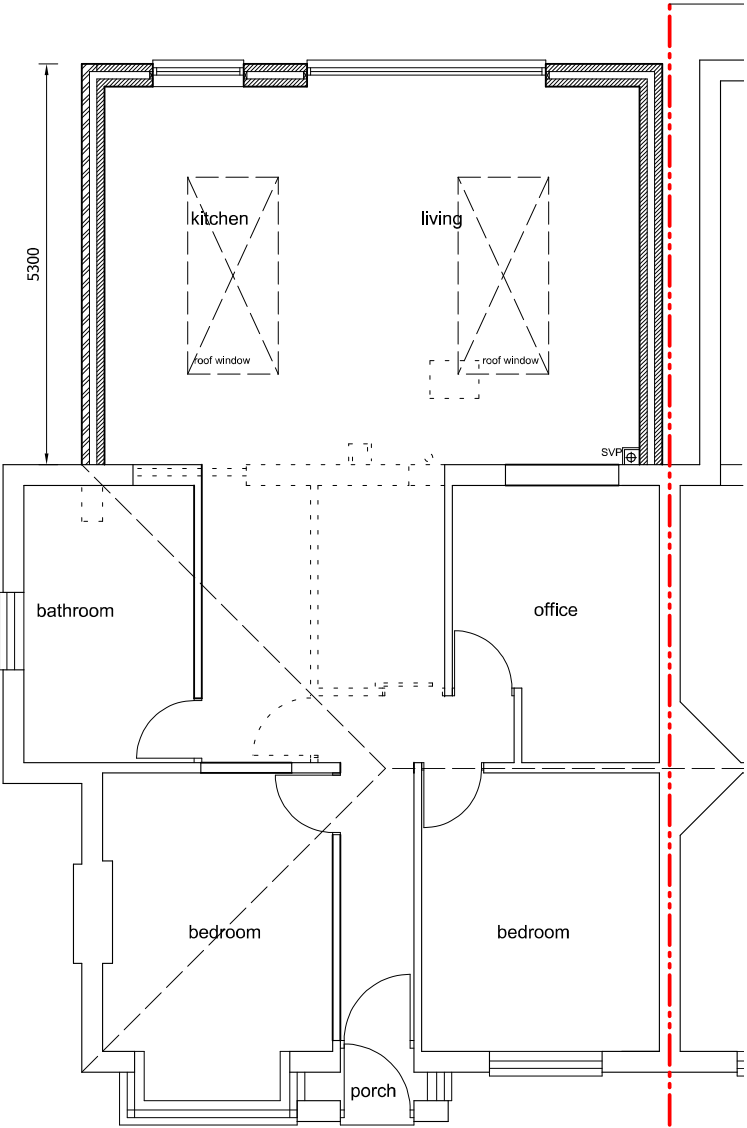 kitchen
living
5300
roof window
roof window
SVP
bathroom
office
bedroom
bedroom
porch